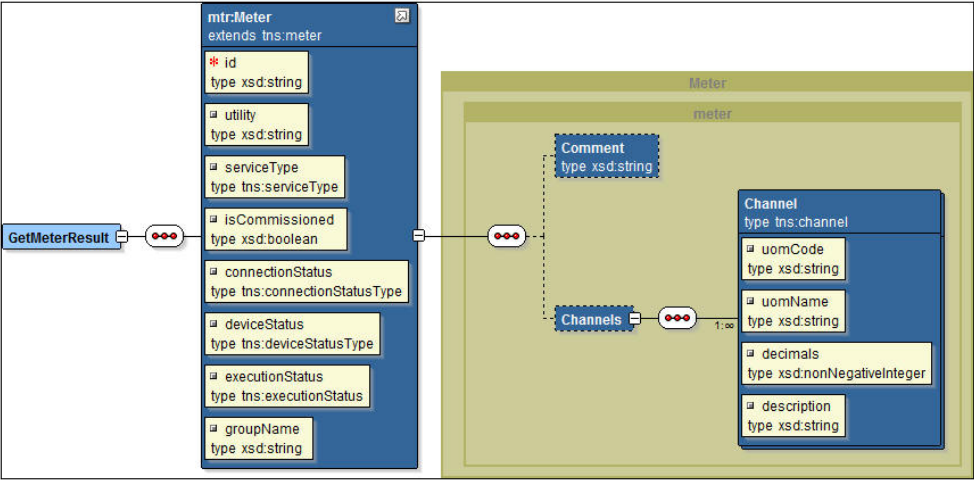 GetMeterResult
mtr:Meter
extends tns:meter
* id
type xsd:string
utility
type xsd:string
serviceType
type tns:serviceType
isCommissioned
type xsd:boolean
connectionStatus
type tns:connectionStatusType
deviceStatus
type tns:deviceStatusType
executionStatus
type tns:executionStatus
groupName
type xsd:string
Meter
meter
Comment
type xsd:string
Channels
1:∞
Channel
type tns:channel
uomCode
type xsd:string
uomName
type xsd:string
decimals
type xsd:nonNegativeInteger
description
type xsd:string